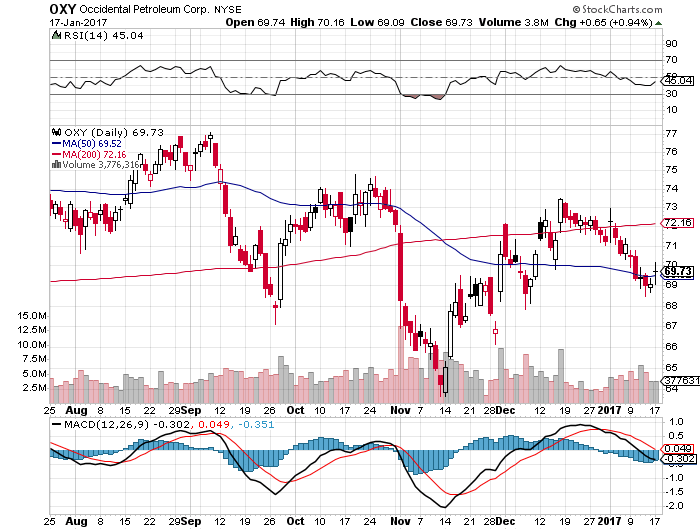 OXY Occidental Petroleum Corp. NYSE © StockCharts.com
17-Jan-2017 Open 69.74 High 70.16 Low 69.09 Close 69.73 Volume 3.8M Chg +0.65 (+0.94%)
RSI(14) 45.04
90
70
50
45.04
30
10
OXY (Daily) 69.73
MA(50) 69.52
MA(200) 72.16
Volume 3,776,316
77
76
75
74
73
72.16
71
70
69.73
69
68
67
66
65
64
15.0M
12.5M
10.0M
7.5M
5.0M
2.5M
3776316
25 Aug 8 15 22 29 Sep 12 19 26 Oct 10 17 24 Nov 7 14 21 28 Dec 12 19 27 2017 9 17
MACD(12,26,9) -0.302, 0.049, -0.351
1.0
0.5
0.049
-0.302
-0.5
-1.0
-1.5
-2.0
25 Aug 8 15 22 29 Sep 12 19 26 Oct 10 17 24 Nov 7 14 21 28 Dec 12 19 27 2017 9 17